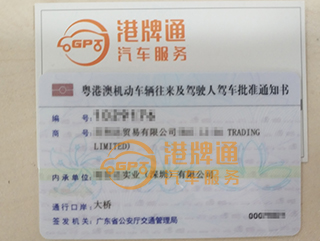 GPT
港牌通
汽车服务
粤港澳机动车辆往来及驾驶人驾车批准通知书
编 号:
商 号: 贸易有限公司 TRADING
LIMITED)
港牌通
汽车服务
内承单位: 实业(深圳)有限公司
通行口岸: 大桥
签发机关: 广东省公安厅交通管理局